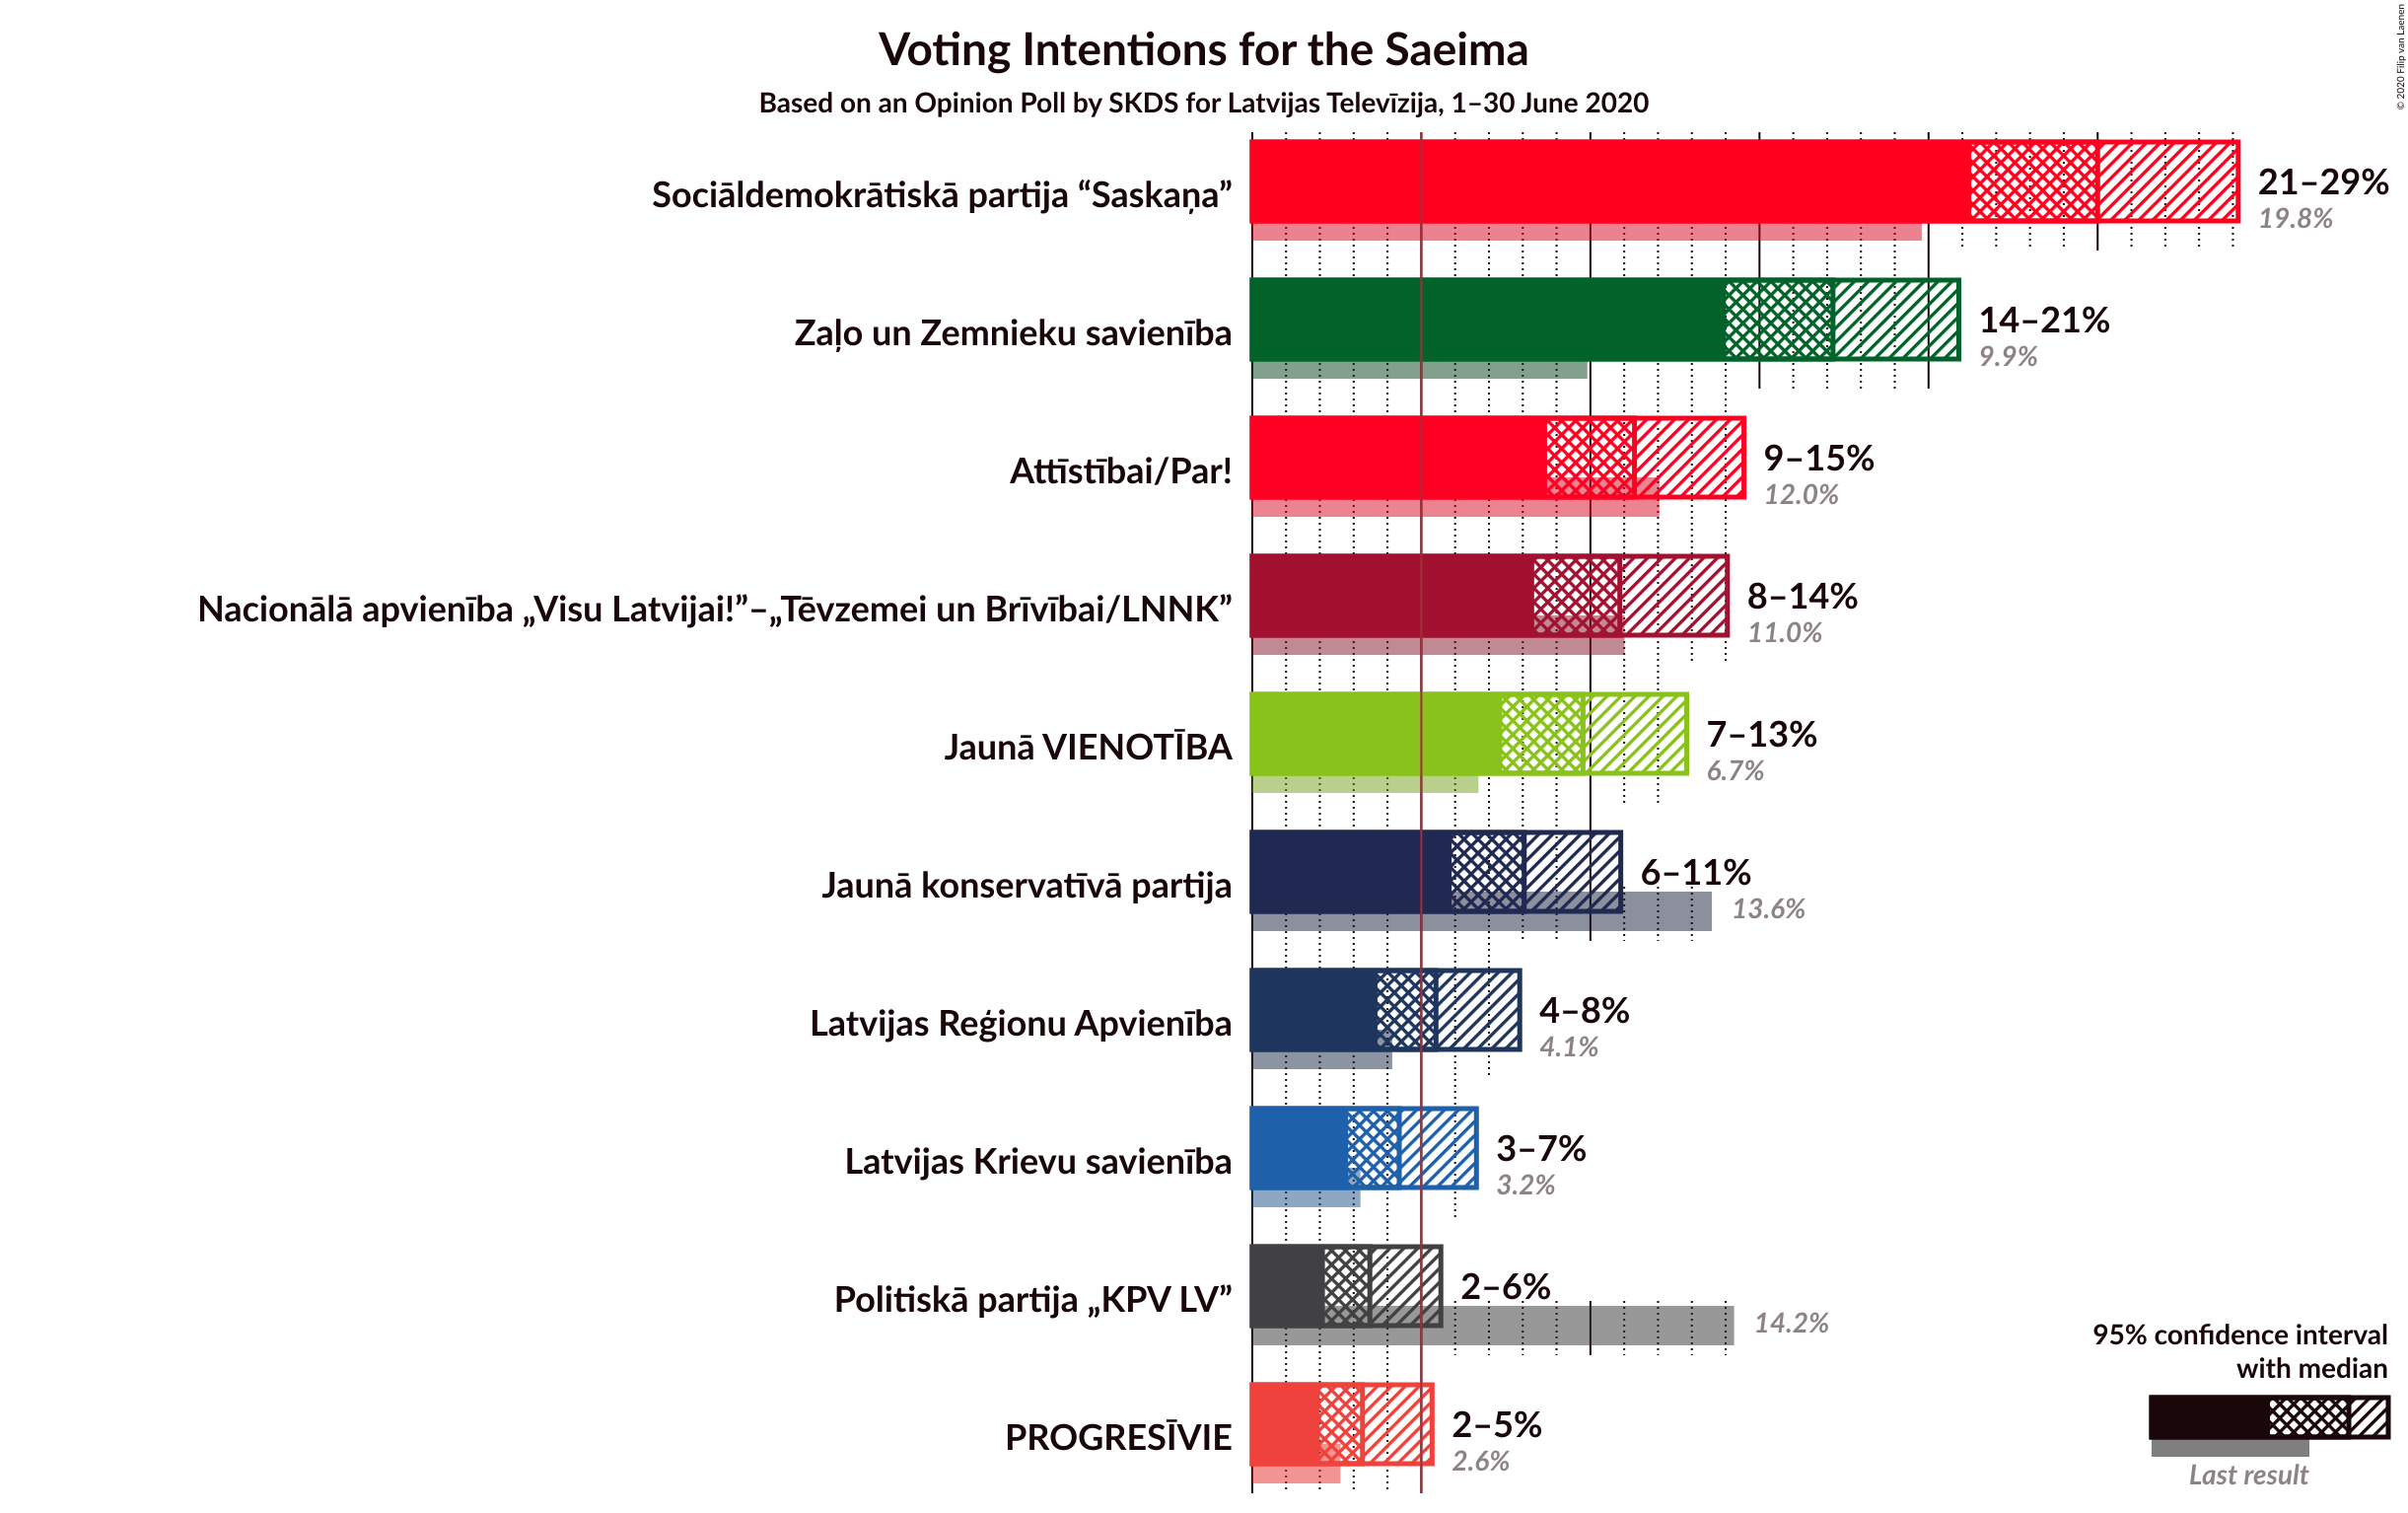 Voting Intentions for the Saeima
Based on an Opinion Poll by SKDS for Latvijas Televīzija, 1–30 June 2020
© 2020 Filip van Laenen
Sociāldemokrātiskā partija “Saskaņa”
21–29%
19.8%
Zaļo un Zemnieku savienība
14–21%
9.9%
Attīstībai/Par!
9–15%
12.0%
Nacionālā apvienība „Visu Latvijai!”–„Tēvzemei un Brīvībai/LNNK”
8–14%
11.0%
Jaunā VIENOTĪBA
7–13%
6.7%
Jaunā konservatīvā partija
6–11%
13.6%
Latvijas Reģionu Apvienība
4–8%
4.1%
Latvijas Krievu savienība
3–7%
3.2%
Politiskā partija „KPV LV”
2–6%
14.2%
PROGRESĪVIE
2–5%
2.6%
95% confidence interval
with median
Last result